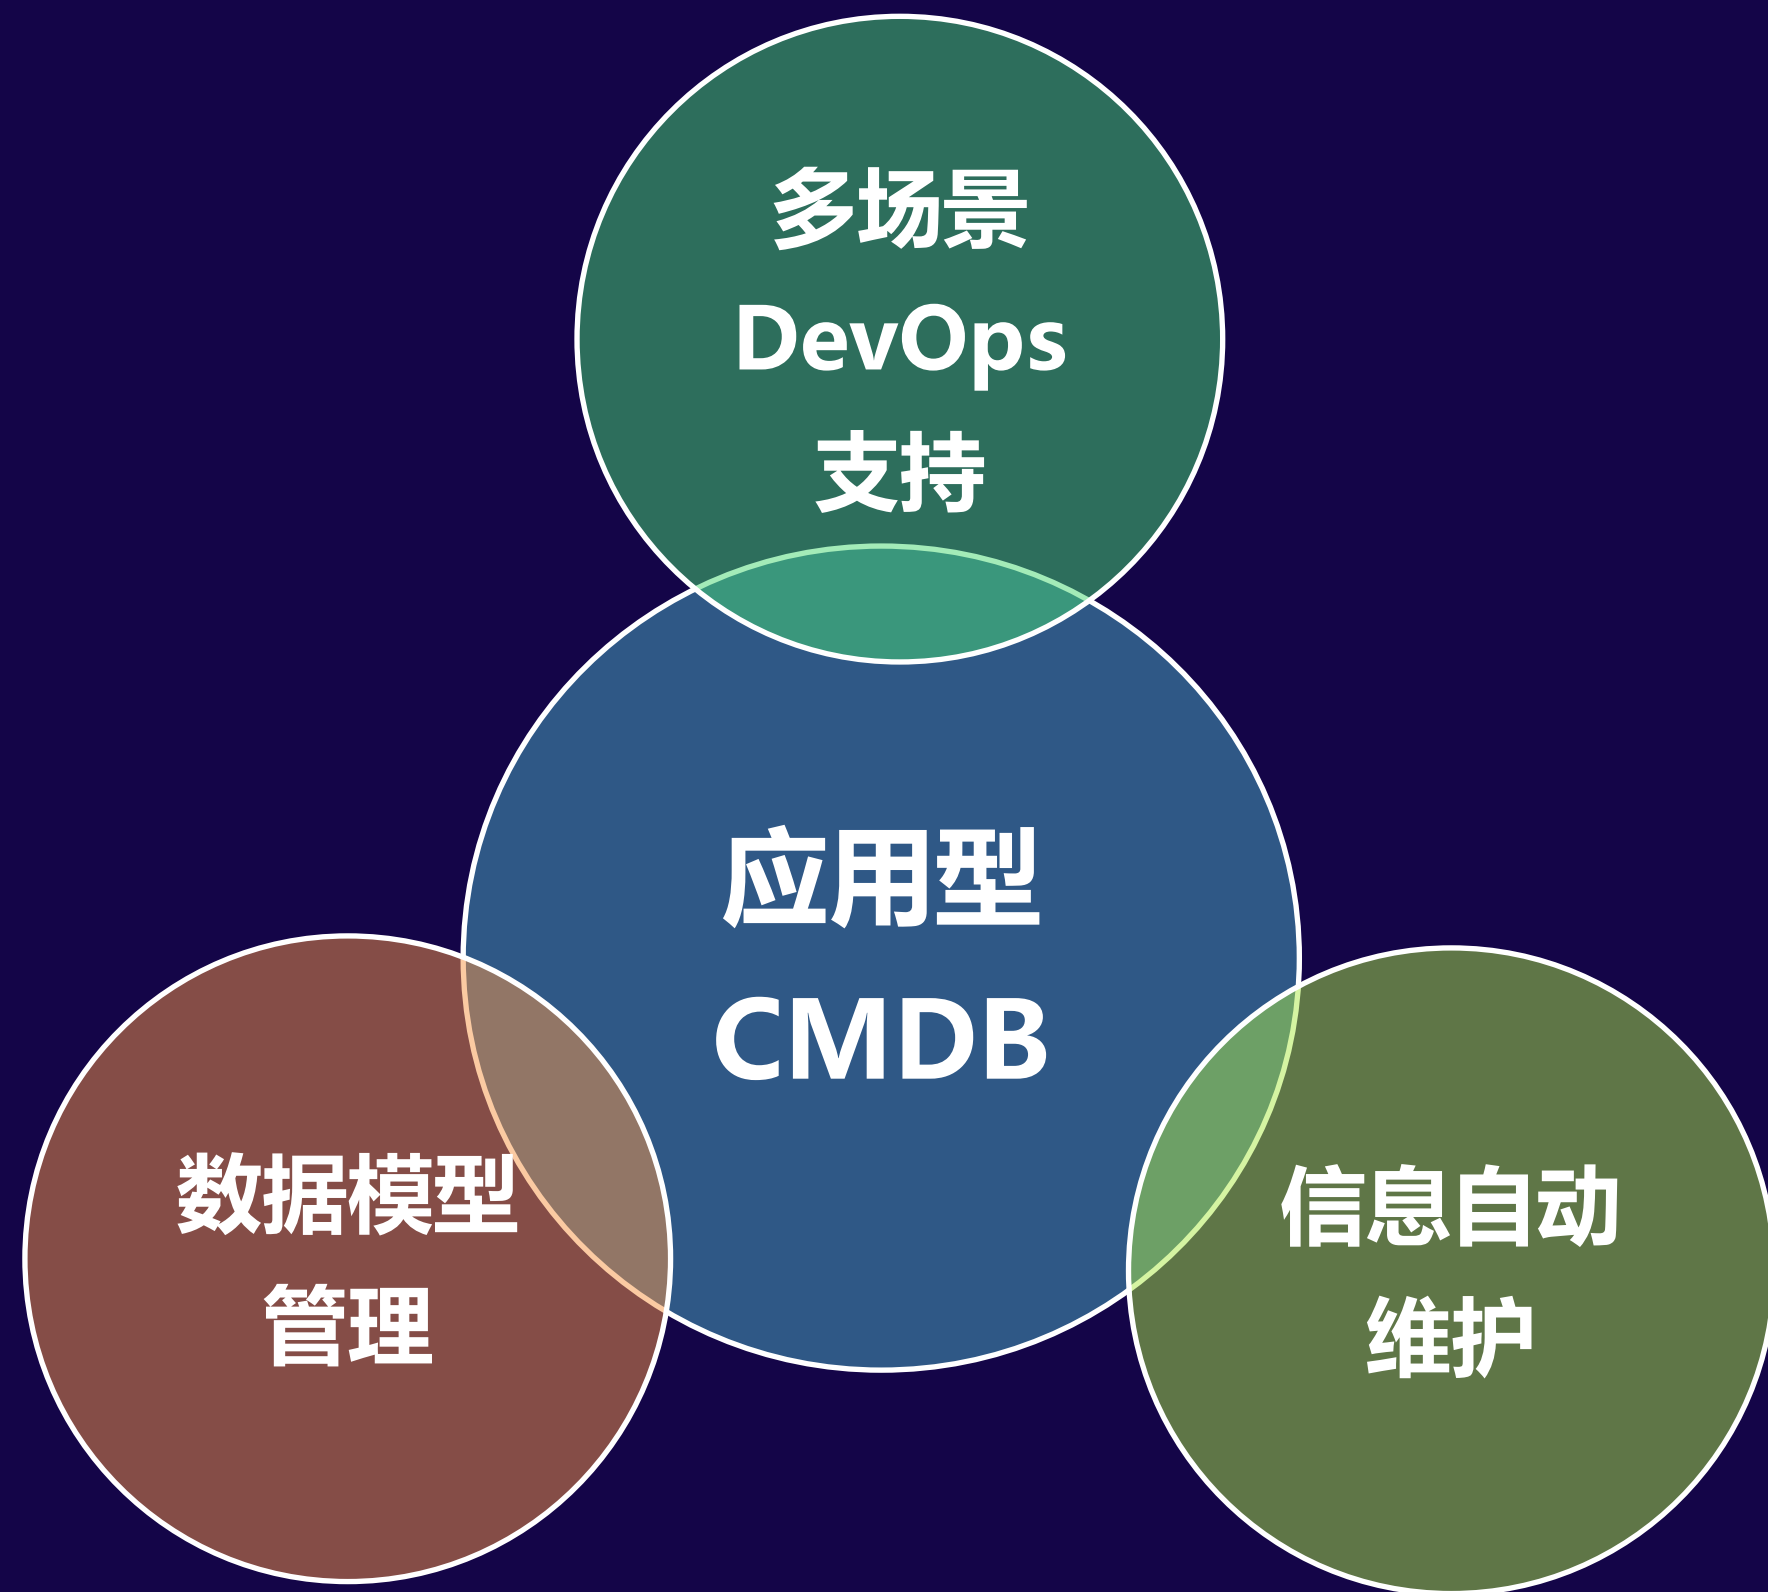 多场景
DevOps
支持
应用型
CMDB
数据模型
管理
信息自动
维护